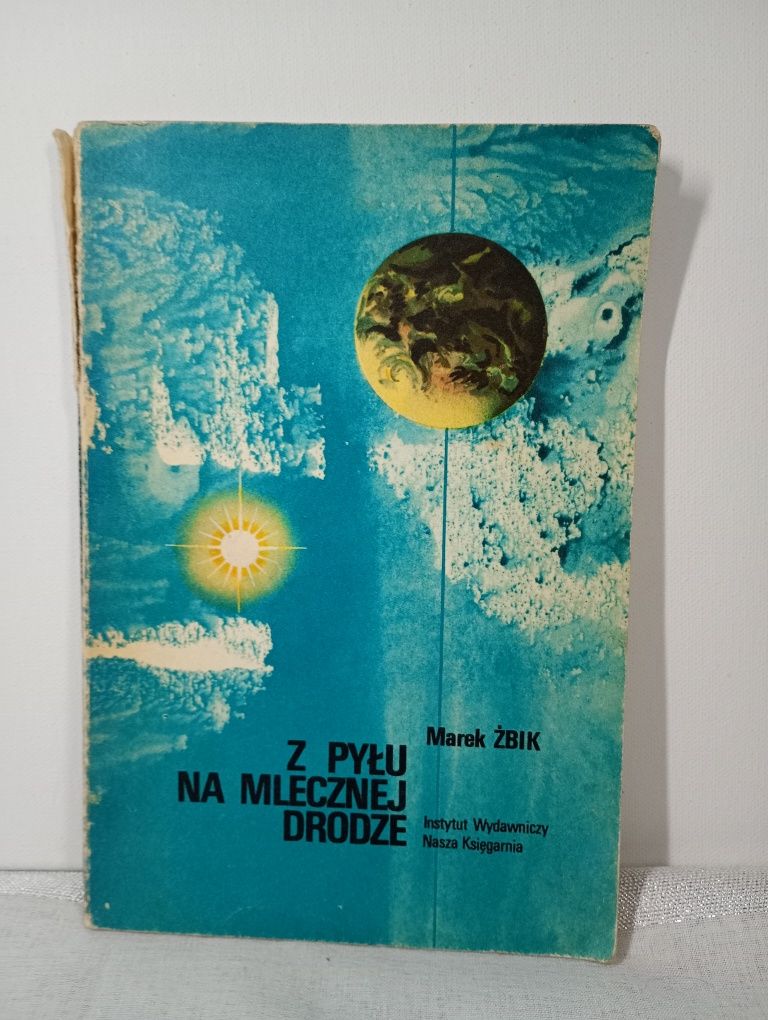 Marek ŻBIK
Z PYŁU
NA MLECZNEJ
DRODZE
Instytut Wydawniczy
Nasza Księgarnia